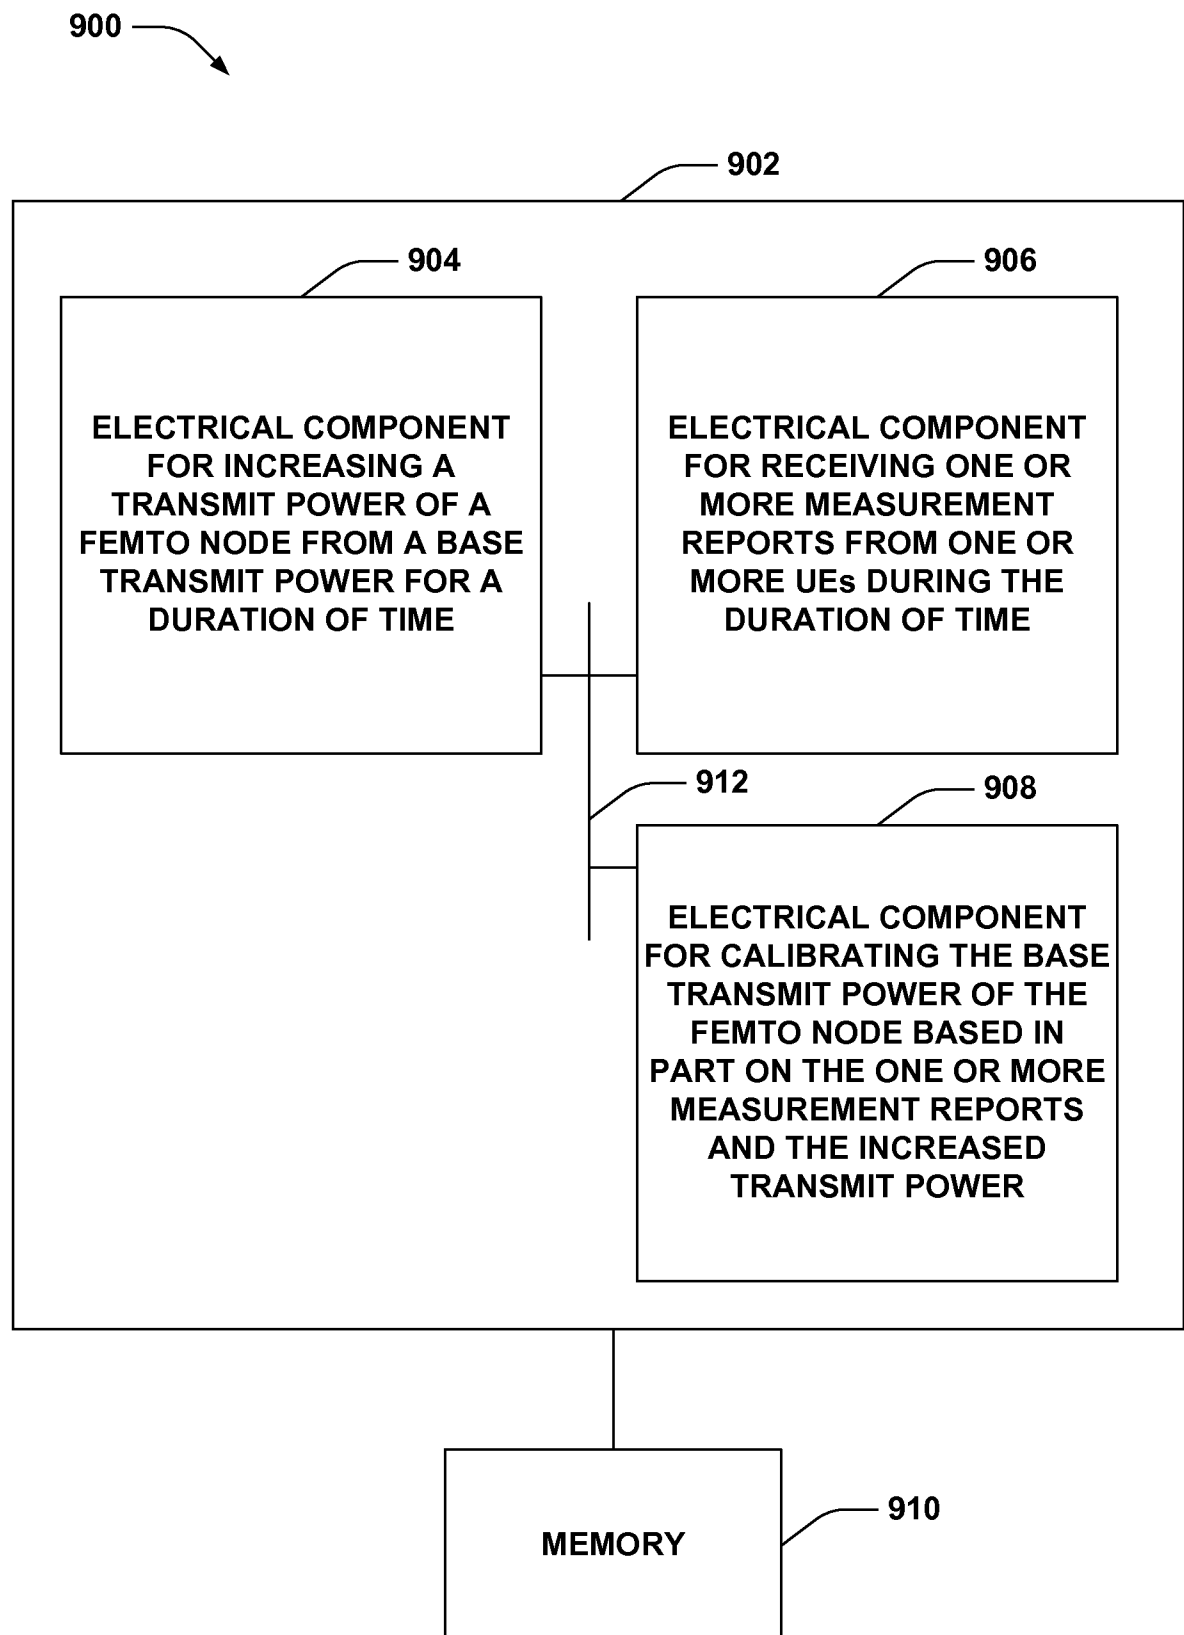 900
902
904
ELECTRICAL COMPONENT
FOR INCREASING A
TRANSMIT POWER OF A
FEMTO NODE FROM A BASE
TRANSMIT POWER FOR A
DURATION OF TIME
906
ELECTRICAL COMPONENT
FOR RECEIVING ONE OR
MORE MEASUREMENT
REPORTS FROM ONE OR
MORE UEs DURING THE
DURATION OF TIME
912
908
ELECTRICAL COMPONENT
FOR CALIBRATING THE BASE
TRANSMIT POWER OF THE
FEMTO NODE BASED IN
PART ON THE ONE OR MORE
MEASUREMENT REPORTS
AND THE INCREASED
TRANSMIT POWER
910
MEMORY